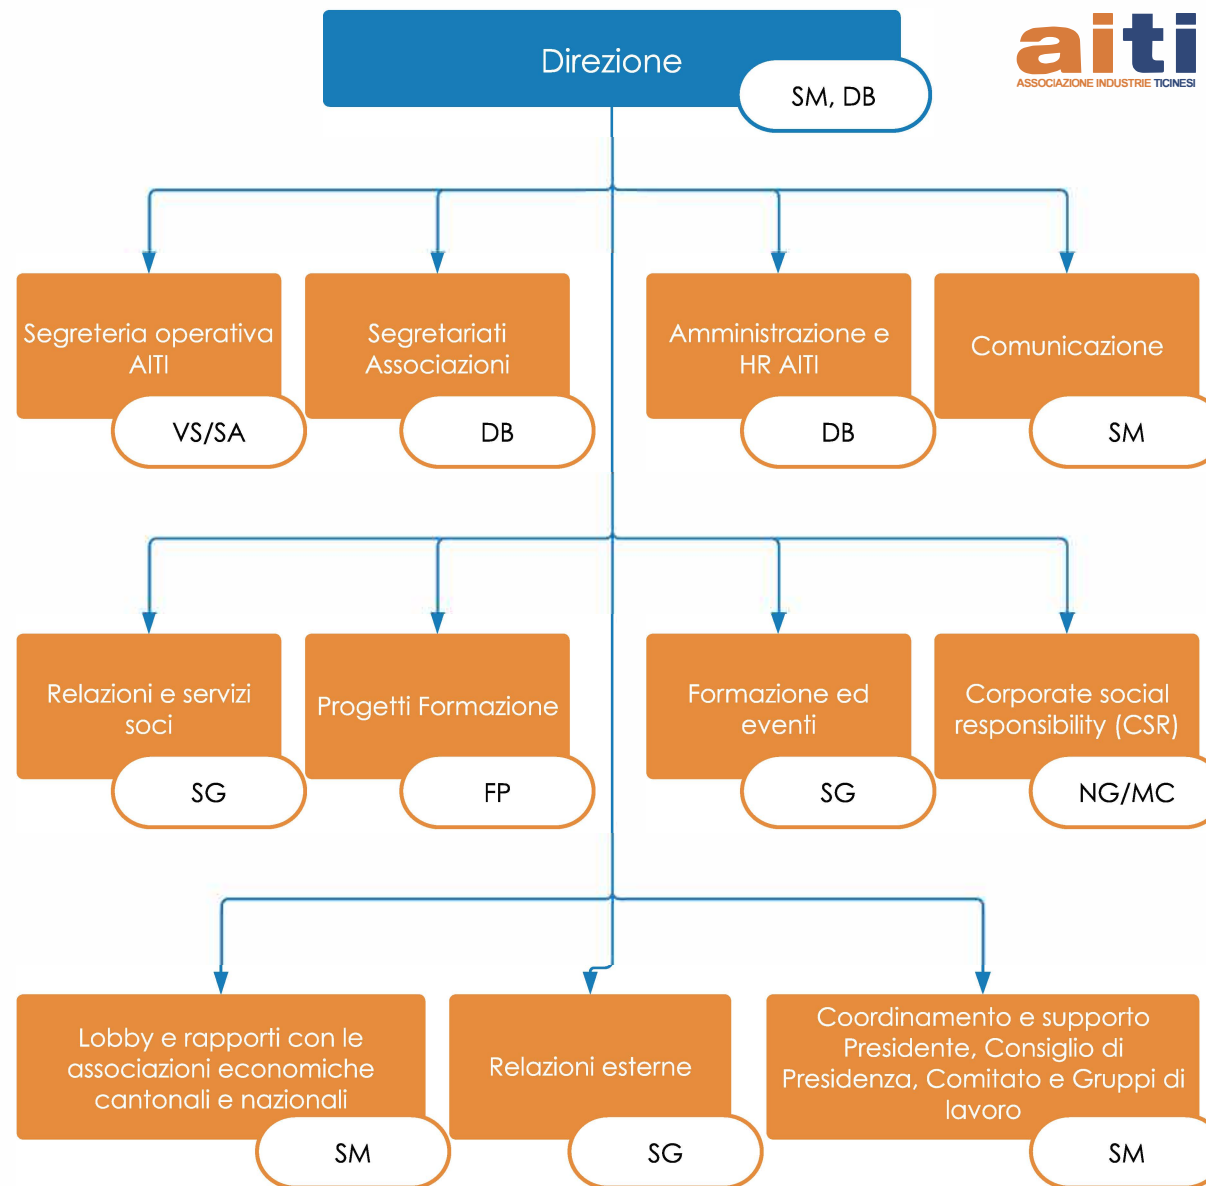 Direzione
SM, DB
aiti
ASSOCIAZIONE INDUSTRIE TICINESI
Segreteria operativa
AITI
VS/SA
Segretariati
Associazioni
DB
Amministrazione e
HR AITI
DB
Comunicazione
SM
Relazioni e servizi
soci
SG
Progetti Formazione
FP
Formazione ed
eventi
SG
Corporate social
responsibility (CSR)
NG/MC
Lobby e rapporti con le
associazioni economiche
cantonali e nazionali
SM
Relazioni esterne
SG
Coordinamento e supporto
Presidente, Consiglio di
Presidenza, Comitato e Gruppi di
lavoro
SM